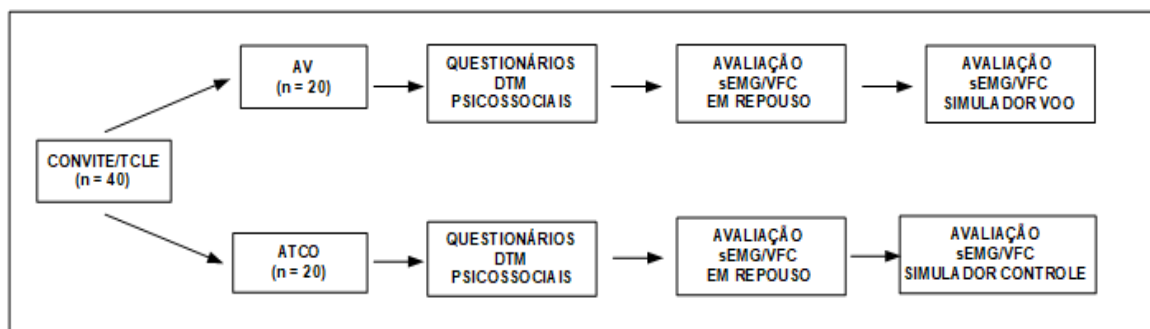 AV
(n = 20)
QUESTIONÁRIOS
DTM
PSICOSSOCIAIS
AVALIAÇÃO
sEMG/VFC
EM REPOUSO
AVALIAÇÃO
sEMG/VFC
SIMULADOR VOO
CONVITE/TCLE
(n = 40)
ATCO
(n = 20)
QUESTIONÁRIOS
DTM
PSICOSSOCIAIS
AVALIAÇÃO
sEMG/VFC
EM REPOUSO
AVALIAÇÃO
sEMG/VFC
SIMULADOR CONTROLE